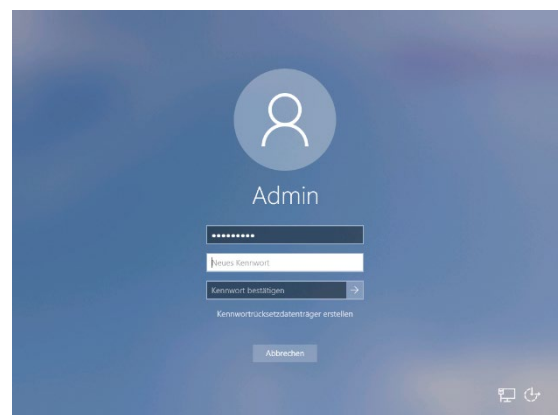 Admin
Neues Kennwort
Kennwort bestätigen
Kennwortrücksetzdatenträger erstellen
Abbrechen